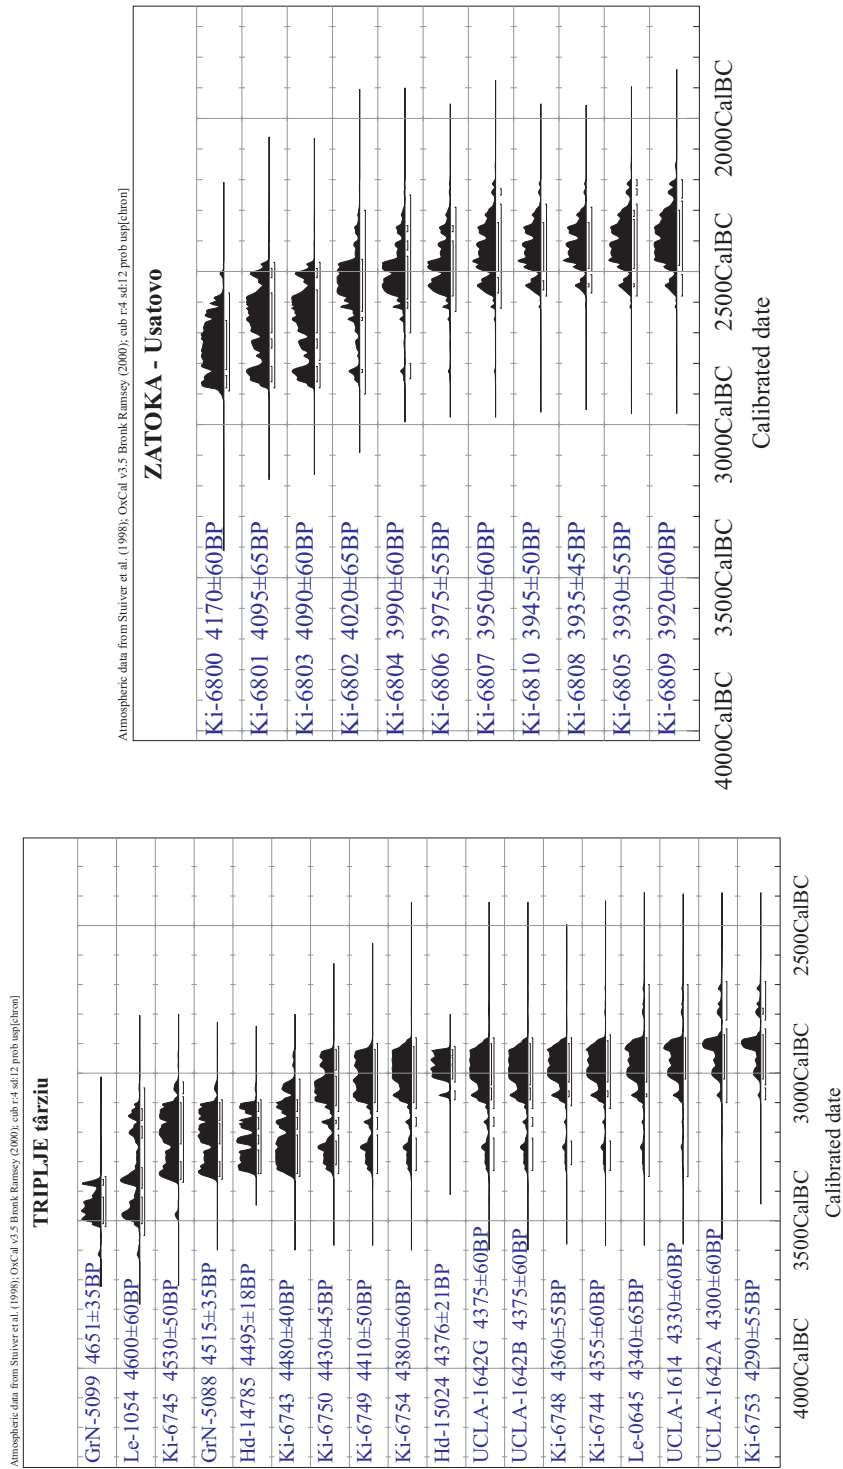 Atmospheric data from Stuiver et al. (1998); OxCal v3.5 Bronk Ramsey (2000); cub r:4 sd:12 prob usp[chron]
TRIPLJE târziu
GrN-5099 4651±35BP
Le-1054 4600±60BP
Ki-6745 4530±50BP
GrN-5088 4515±35BP
Hd-14785 4495±18BP
Ki-6743 4480±40BP
Ki-6750 4430±45BP
Ki-6749 4410±50BP
Ki-6754 4380±60BP
Hd-15024 4376±21BP
UCLA-1642G 4375±60BP
UCLA-1642B 4375±60BP
Ki-6748 4360±55BP
Ki-6744 4355±60BP
Le-0645 4340±65BP
UCLA-1614 4330±60BP
UCLA-1642A 4300±60BP
Ki-6753 4290±55BP
4000CalBC 3500CalBC 3000CalBC 2500CalBC
Calibrated date
Atmospheric data from Stuiver et al. (1998); OxCal v3.5 Bronk Ramsey (2000); cub r:4 sd:12 prob usp[chron]
ZATOKA - Usatovo
Ki-6800 4170±60BP
Ki-6801 4095±65BP
Ki-6803 4090±60BP
Ki-6802 4020±65BP
Ki-6804 3990±60BP
Ki-6806 3975±55BP
Ki-6807 3950±60BP
Ki-6810 3945±50BP
Ki-6808 3935±45BP
Ki-6805 3930±55BP
Ki-6809 3920±60BP
4000CalBC 3500CalBC 3000CalBC 2500CalBC 2000CalBC
Calibrated date